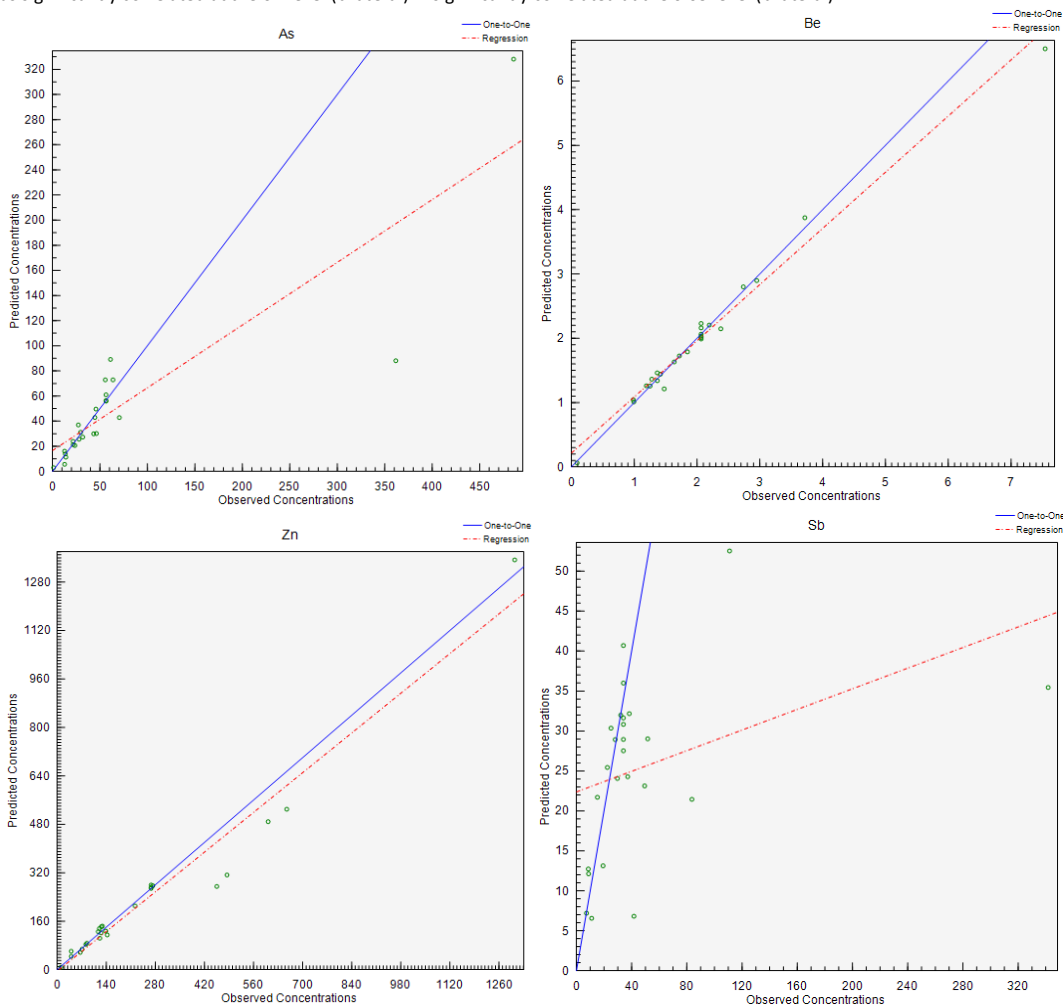 One-to-One
Regression
As
Predicted Concentrations
320
300
280
260
240
220
200
180
160
140
120
100
80
60
40
20
0
0 50 100 150 200 250 300 350 400 450
Observed Concentrations
One-to-One
Regression
Be
Predicted Concentrations
6
5
4
3
2
1
0
0 1 2 3 4 5 6 7
Observed Concentrations
One-to-One
Regression
Zn
Predicted Concentrations
1280
1120
960
800
640
480
320
160
0
0 140 280 420 560 700 840 980 1120 1260
Observed Concentrations
One-to-One
Regression
Sb
Predicted Concentrations
50
45
40
35
30
25
20
15
10
5
0
0 40 80 120 160 200 240 280 320
Observed Concentrations